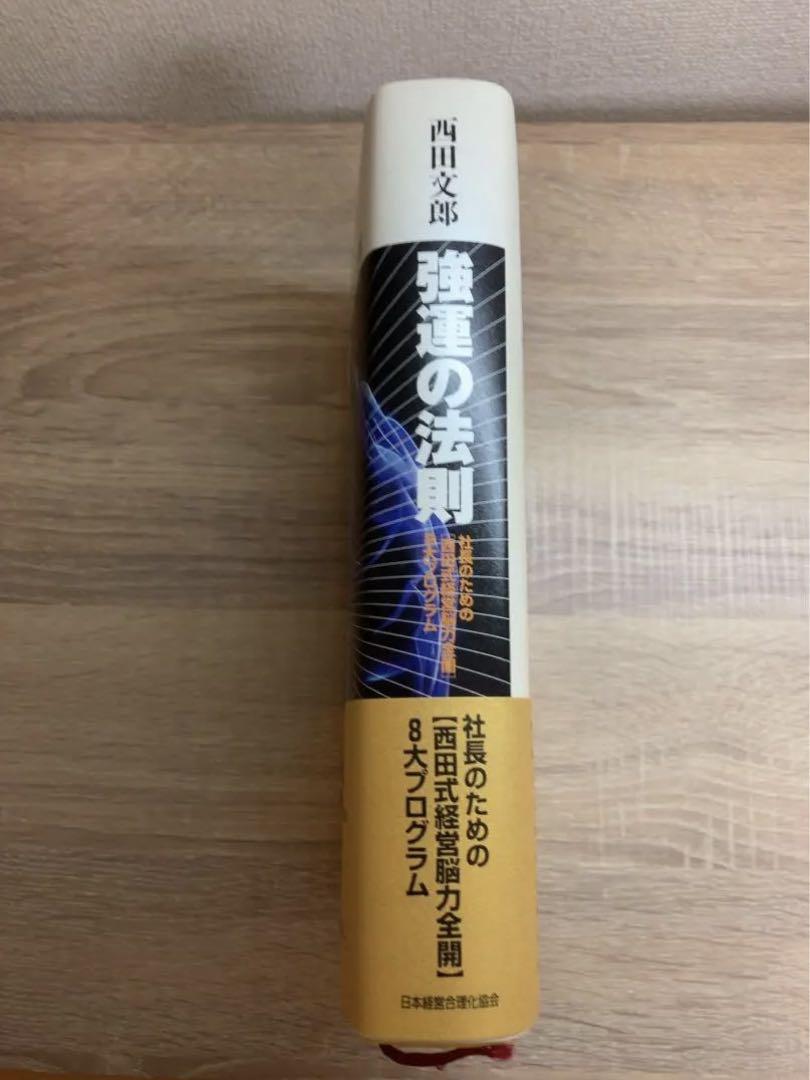 西田文郎
強運の法則
社長のための
［西田式経営脳力全開］
8大プログラム
社長のための
【西田式経営脳力全開】
8大プログラム
日本経営合理化協会